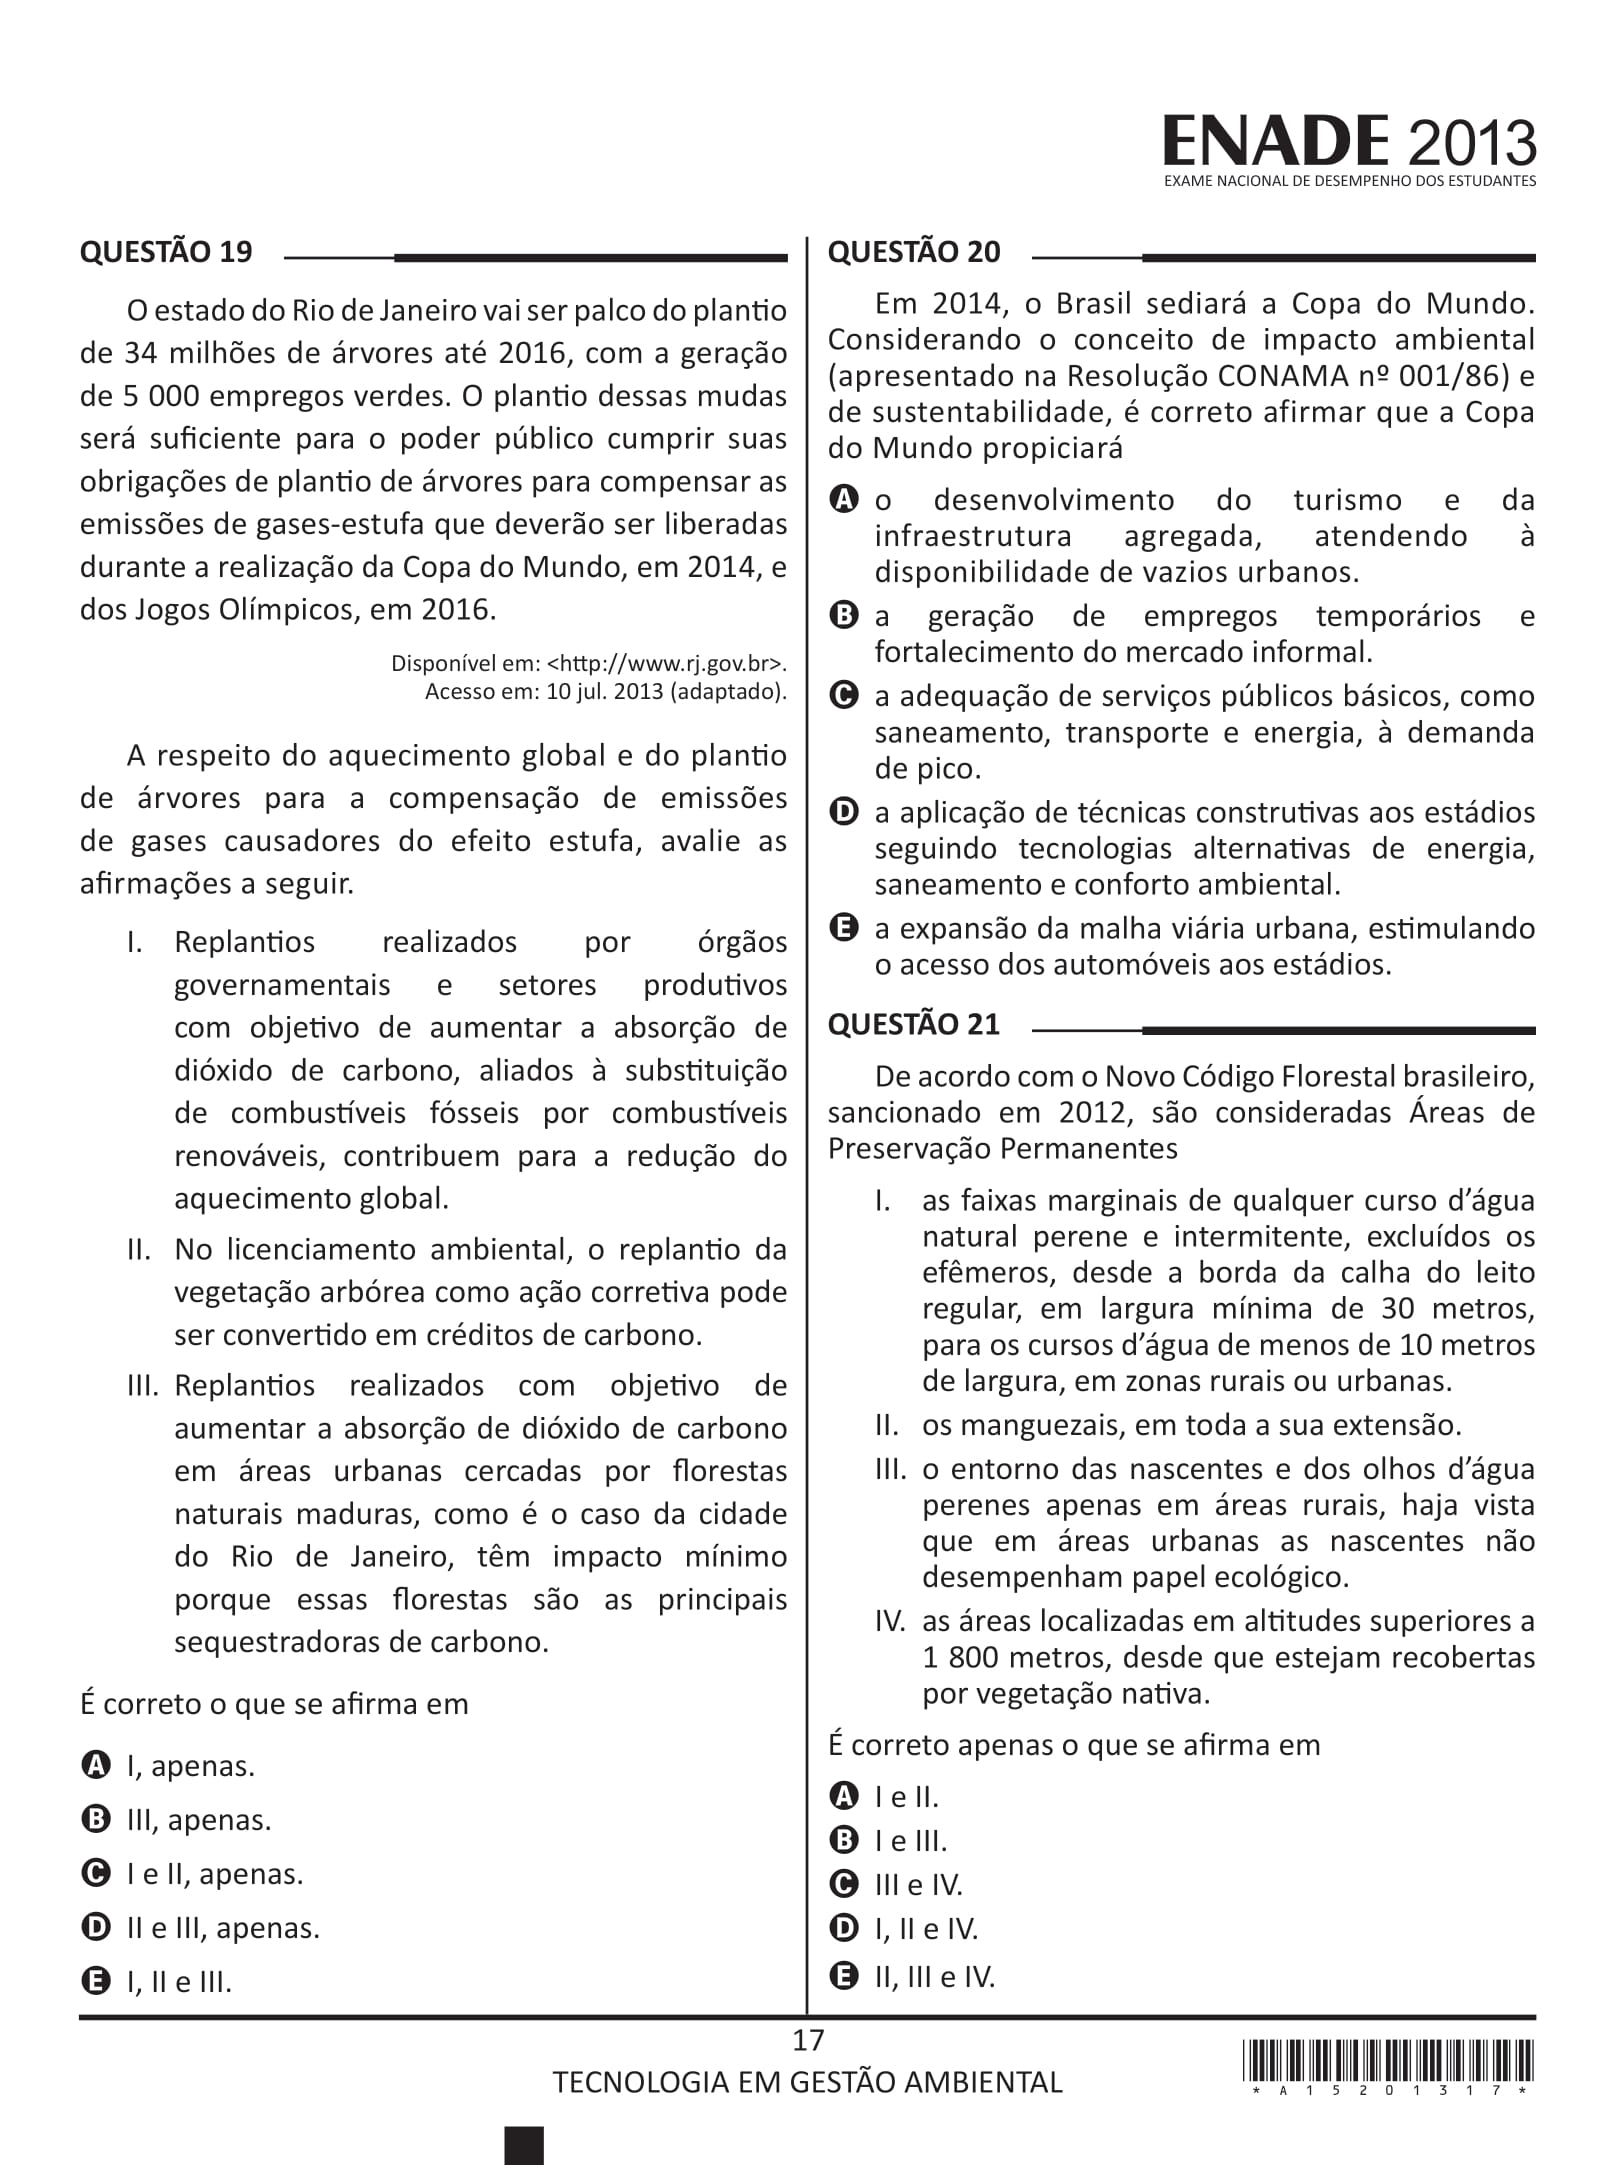 ENADE 2013
EXAME NACIONAL DE DESEMPENHO DOS ESTUDANTES
QUESTÃO 19
O estado do Rio de Janeiro vai ser palco do plantio
de 34 milhões de árvores até 2016, com a geração
de 5 000 empregos verdes. O plantio dessas mudas
será suficiente para o poder público cumprir suas
obrigações de plantio de árvores para compensar as
emissões de gases-estufa que deverão ser liberadas
durante a realização da Copa do Mundo, em 2014, e
dos Jogos Olímpicos, em 2016.
Disponível em: <http://www.rj.gov.br>.
Acesso em: 10 jul. 2013 (adaptado).
A respeito do aquecimento global e do plantio
de árvores para a compensação de emissões
de gases causadores do efeito estufa, avalie as
afirmações a seguir.
I. Replantios realizados por órgãos
governamentais e setores produtivos
com objetivo de aumentar a absorção de
dióxido de carbono, aliados à substituição
de combustíveis fósseis por combustíveis
renováveis, contribuem para a redução do
aquecimento global.
II. No licenciamento ambiental, o replantio da
vegetação arbórea como ação corretiva pode
ser convertido em créditos de carbono.
III. Replantios realizados com objetivo de
aumentar a absorção de dióxido de carbono
em áreas urbanas cercadas por florestas
naturais maduras, como é o caso da cidade
do Rio de Janeiro, têm impacto mínimo
porque essas florestas são as principais
sequestradoras de carbono.
É correto o que se afirma em
A I, apenas.
B III, apenas.
C I e II, apenas.
D II e III, apenas.
E I, II e III.
QUESTÃO 20
Em 2014, o Brasil sediará a Copa do Mundo.
Considerando o conceito de impacto ambiental
(apresentado na Resolução CONAMA nº 001/86) e
de sustentabilidade, é correto afirmar que a Copa
do Mundo propiciará
A o desenvolvimento do turismo e da
infraestrutura agregada, atendendo à
disponibilidade de vazios urbanos.
B a geração de empregos temporários e
fortalecimento do mercado informal.
C a adequação de serviços públicos básicos, como
saneamento, transporte e energia, à demanda
de pico.
D a aplicação de técnicas construtivas aos estádios
seguindo tecnologias alternativas de energia,
saneamento e conforto ambiental.
E a expansão da malha viária urbana, estimulando
o acesso dos automóveis aos estádios.
QUESTÃO 21
De acordo com o Novo Código Florestal brasileiro,
sancionado em 2012, são consideradas Áreas de
Preservação Permanentes
I. as faixas marginais de qualquer curso d’água
natural perene e intermitente, excluídos os
efêmeros, desde a borda da calha do leito
regular, em largura mínima de 30 metros,
para os cursos d’água de menos de 10 metros
de largura, em zonas rurais ou urbanas.
II. os manguezais, em toda a sua extensão.
III. o entorno das nascentes e dos olhos d’água
perenes apenas em áreas rurais, haja vista
que em áreas urbanas as nascentes não
desempenham papel ecológico.
IV. as áreas localizadas em altitudes superiores a
1 800 metros, desde que estejam recobertas
por vegetação nativa.
É correto apenas o que se afirma em
A I e II.
B I e III.
C III e IV.
D I, II e IV.
E II, III e IV.
17
TECNOLOGIA EM GESTÃO AMBIENTAL
* A 1 5 2 0 1 3 1 7 *